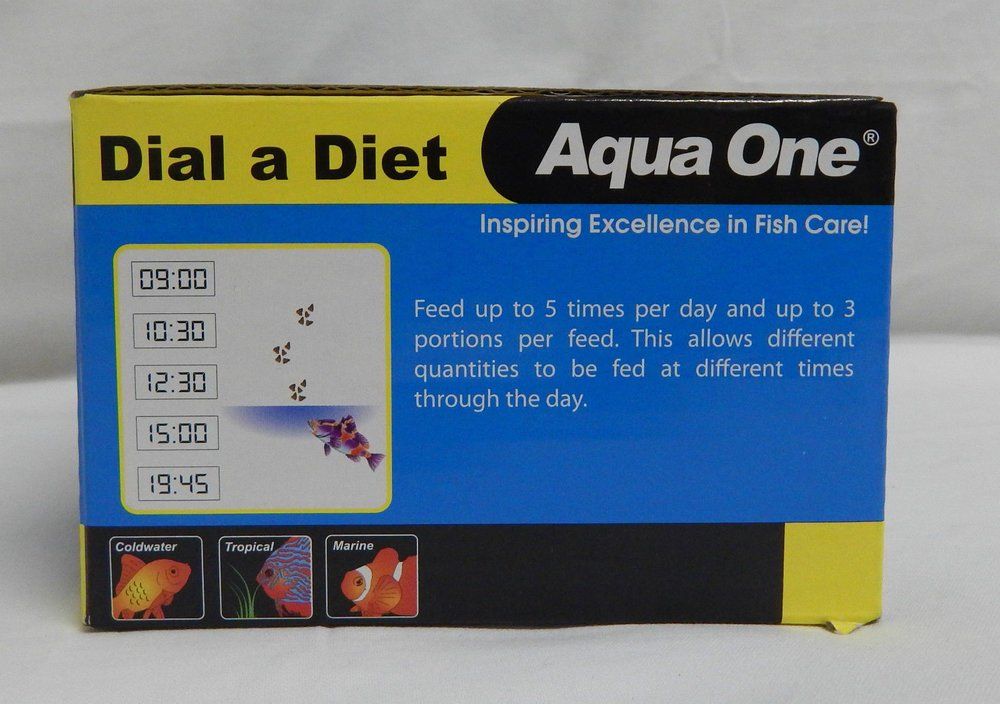 Dial a Diet
Aqua One®
Inspiring Excellence in Fish Care!
09:00
10:30
12:30
15:00
19:45
Feed up to 5 times per day and up to 3
portions per feed. This allows different
quantities to be fed at different times
through the day.
Coldwater
Tropical
Marine